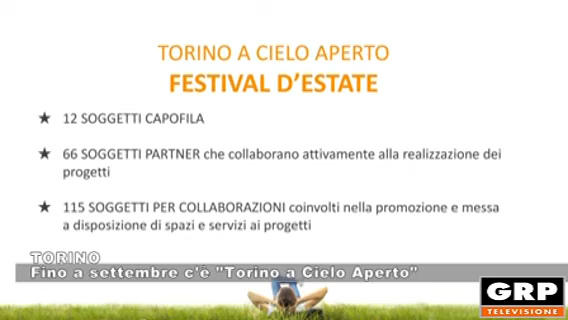 TORINO A CIELO APERTO
FESTIVAL D'ESTATE
★ 12 SOGGETTI CAPOFILA
★ 66 SOGGETTI PARTNER che collaborano attivamente alla realizzazione dei
progetti
★ 115 SOGGETTI PER COLLABORAZIONI coinvolti nella promozione e messa
a disposizione di spazi e servizi ai progetti
TORINO
Fino a settembre c'è "Torino a Cielo Aperto"
GRP
TELEVISIONE